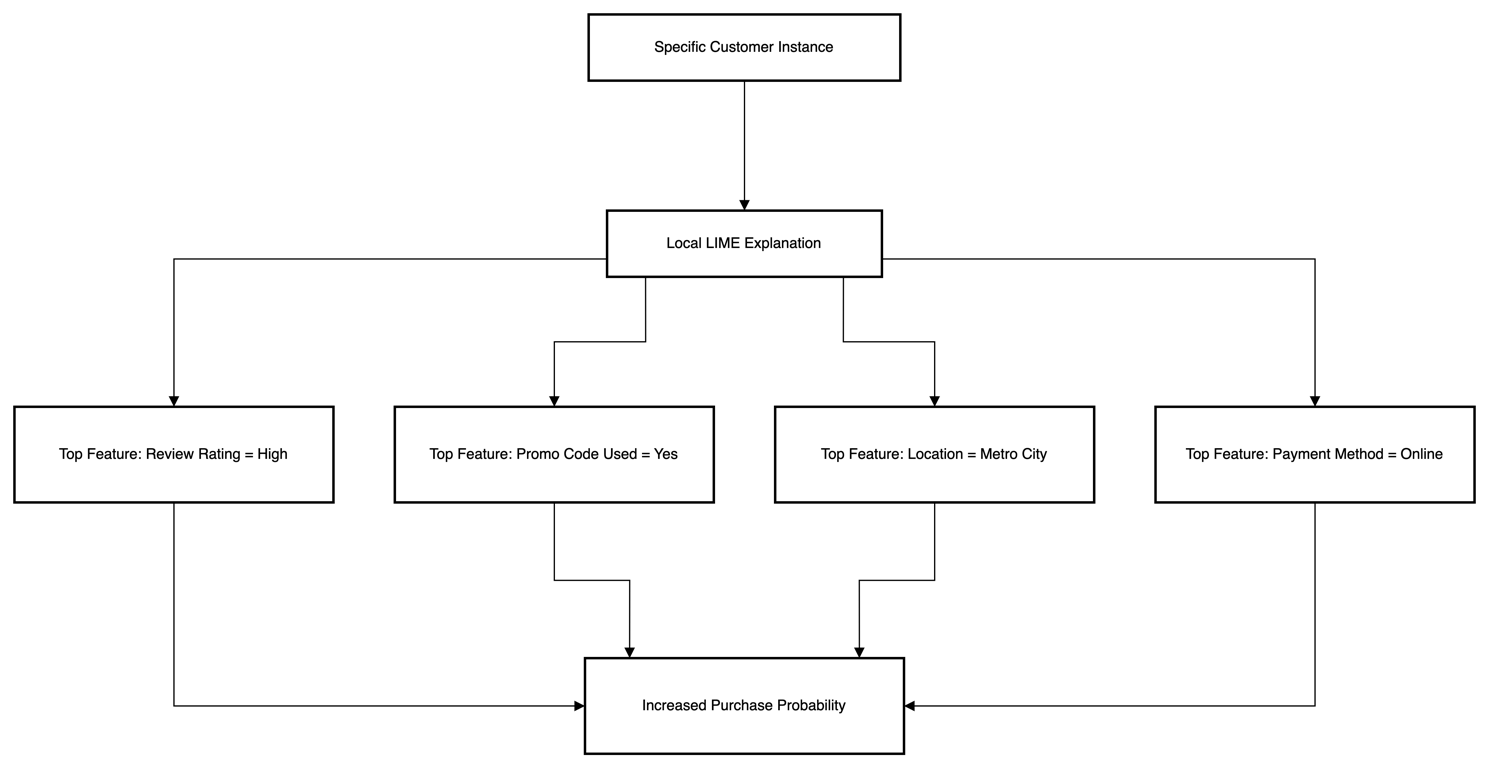 Specific Customer Instance
Local LIME Explanation
Top Feature: Review Rating = High
Top Feature: Promo Code Used = Yes
Top Feature: Location = Metro City
Top Feature: Payment Method = Online
Increased Purchase Probability